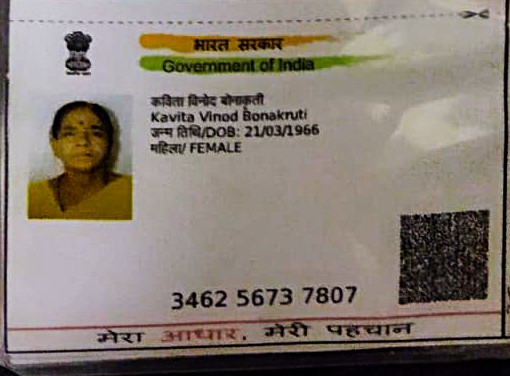 भारत सरकार
Government of India
कविता विनोद बोनाकृती
Kavita Vinod Bonakruti
जन्म तिथि/DOB: 21/03/1966
महिला/ FEMALE
3462 5673 7807
मेरा आधार, मेरी पहचान